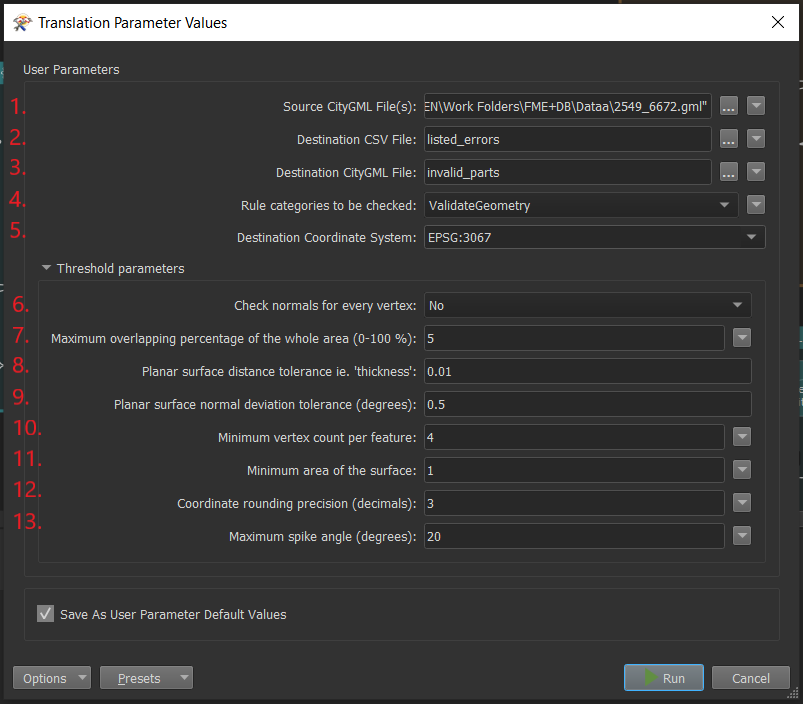 Translation Parameter Values
User Parameters
1. Source CityGML File(s): EN\Work Folders\FME+DB\Dataa\2549_6672.gml" ...
2. Destination CSV File: listed_errors ...
3. Destination CityGML File: invalid_parts ...
4. Rule categories to be checked: ValidateGeometry
5. Destination Coordinate System: EPSG:3067
Threshold parameters
6. Check normals for every vertex: No
7. Maximum overlapping percentage of the whole area (0-100 %): 5
8. Planar surface distance tolerance ie. 'thickness': 0.01
9. Planar surface normal deviation tolerance (degrees): 0.5
10. Minimum vertex count per feature: 4
11. Minimum area of the surface: 1
12. Coordinate rounding precision (decimals): 3
13. Maximum spike angle (degrees): 20
Save As User Parameter Default Values
Options Presets Run Cancel